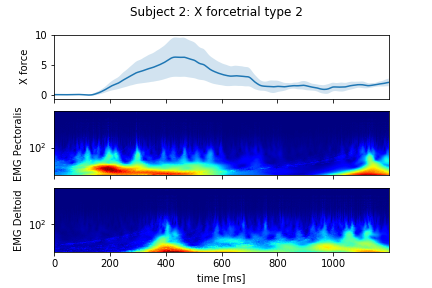 Subject 2: X forcetrial type 2
X force
10
5
0
EMG Pectoralis
10²
EMG Deltoid
10²
0 200 400 600 800 1000
time [ms]